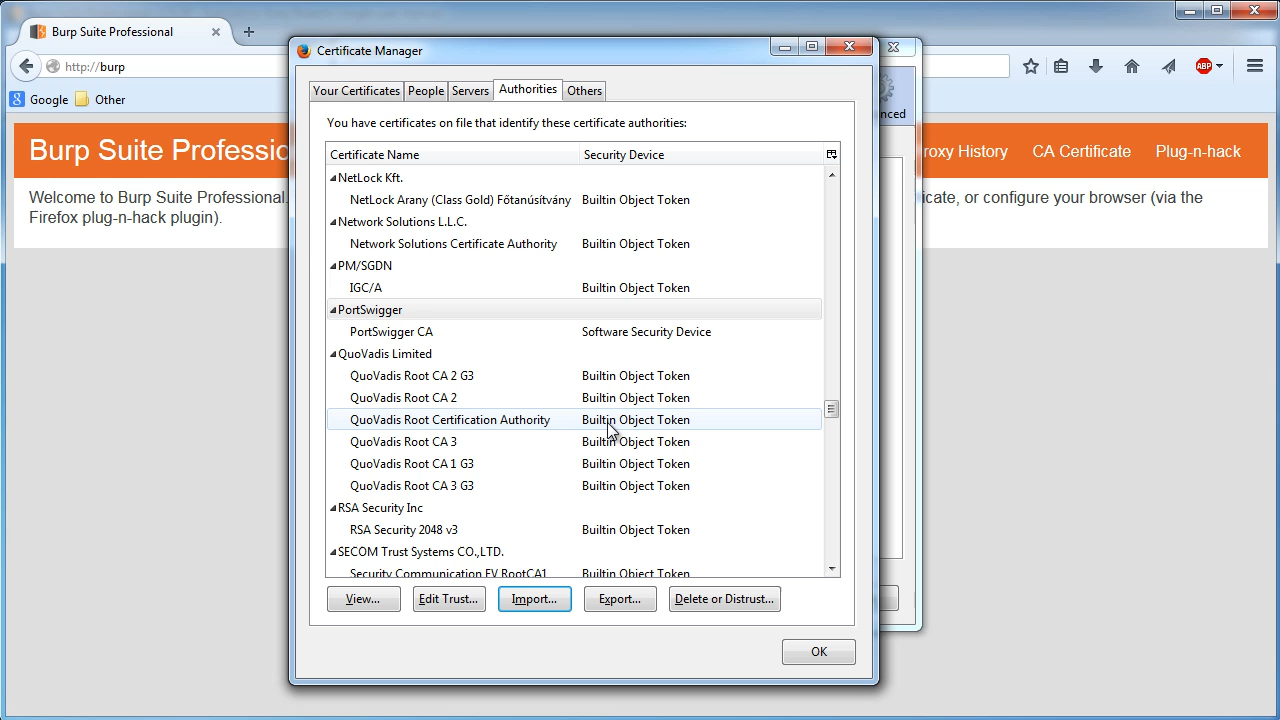 Burp Suite Professional
http://burp
ABP
Google
Other
Burp Suite Professio
roxy History
CA Certificate
Plug-n-hack
Welcome to Burp Suite Professional.
icate, or configure your browser (via the
Firefox plug-n-hack plugin).
nced
Certificate Manager
Your Certificates
People
Servers
Authorities
Others
You have certificates on file that identify these certificate authorities:
Certificate Name Security Device
NetLock Kft.
NetLock Arany (Class Gold) Főtanúsítvány Builtin Object Token
Network Solutions L.L.C.
Network Solutions Certificate Authority Builtin Object Token
PM/SGDN
IGC/A Builtin Object Token
PortSwigger
PortSwigger CA Software Security Device
QuoVadis Limited
QuoVadis Root CA 2 G3 Builtin Object Token
QuoVadis Root CA 2 Builtin Object Token
QuoVadis Root Certification Authority Builtin Object Token
QuoVadis Root CA 3 Builtin Object Token
QuoVadis Root CA 1 G3 Builtin Object Token
QuoVadis Root CA 3 G3 Builtin Object Token
RSA Security Inc
RSA Security 2048 v3 Builtin Object Token
SECOM Trust Systems CO.,LTD.
Security Communication EV RootCA1 Builtin Object Token
View...
Edit Trust...
Import...
Export...
Delete or Distrust...
OK